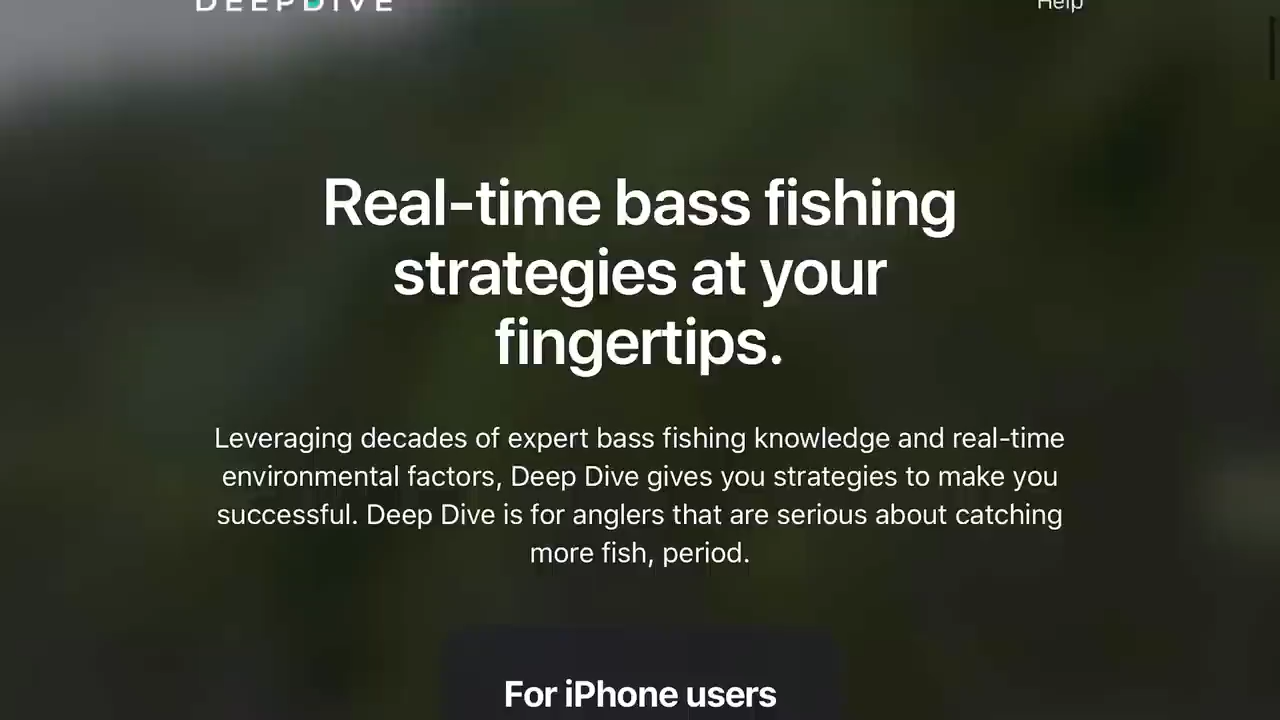 DEEPDIVE
Help
Real-time bass fishing
strategies at your
fingertips.
Leveraging decades of expert bass fishing knowledge and real-time
environmental factors, Deep Dive gives you strategies to make you
successful. Deep Dive is for anglers that are serious about catching
more fish, period.
For iPhone users